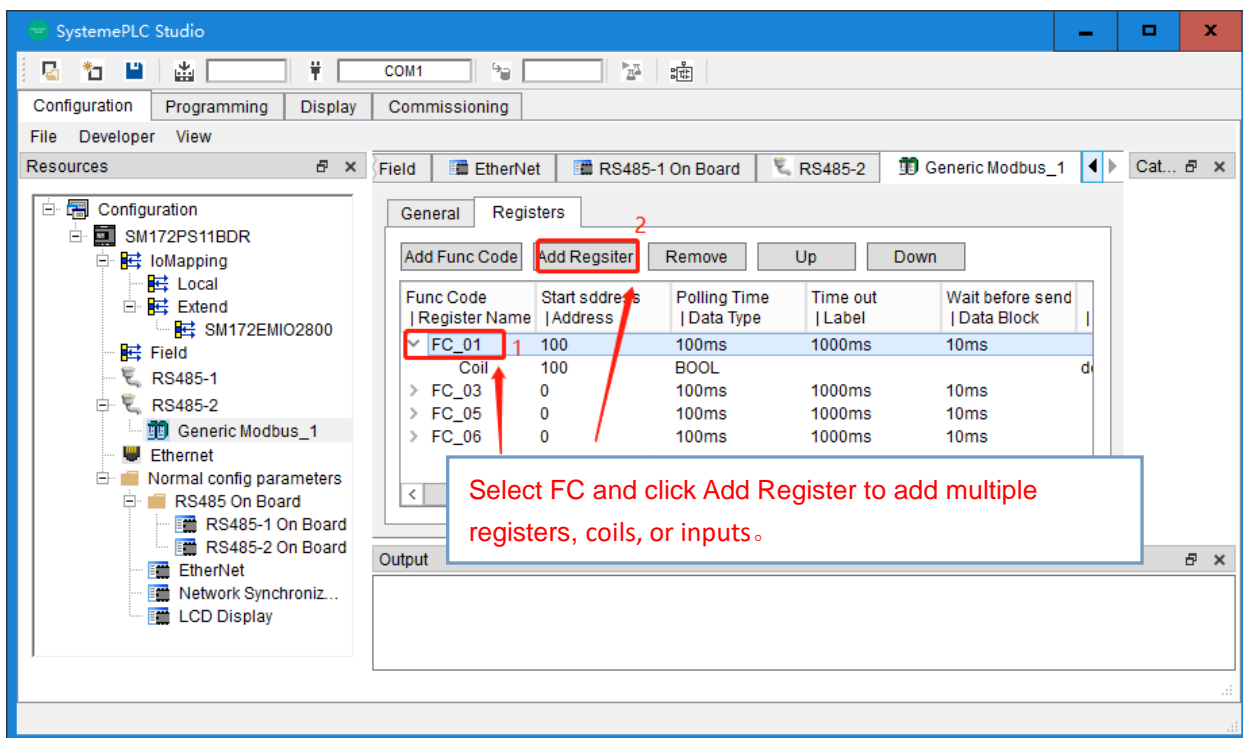 SystemePLC Studio
COM1
Configuration Programming Display Commissioning
File Developer View
Resources
Configuration
SM172PS11BDR
IoMapping
Local
Extend
SM172EMIO2800
Field
RS485-1
RS485-2
Generic Modbus_1
Ethernet
Normal config parameters
RS485 On Board
RS485-1 On Board
RS485-2 On Board
EtherNet
Network Synchroniz...
LCD Display
Field EtherNet RS485-1 On Board RS485-2 Generic Modbus_1
Cat...
General Registers
2
Add Func Code Add Regsiter Remove Up Down
Func Code Start sddress Polling Time Time out Wait before send
| Register Name | Address | Data Type | Label | Data Block |
FC_01 1 100 100ms 1000ms 10ms
Coil 100 BOOL
FC_03 0 100ms 1000ms 10ms
FC_05 0 100ms 1000ms 10ms
FC_06 0 100ms 1000ms 10ms
Select FC and click Add Register to add multiple
registers, coils, or inputs。
Output